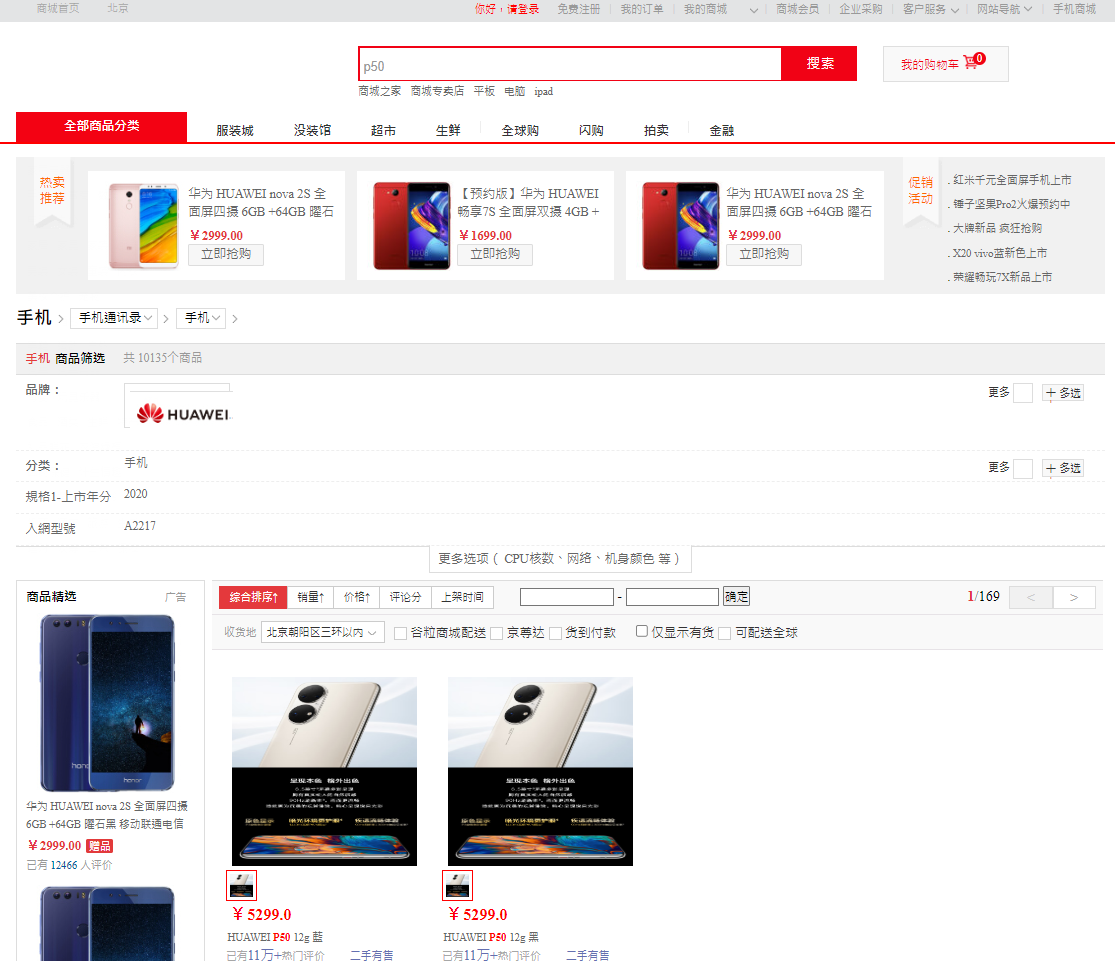 商城首页 北京 你好，请登录 免费注册 我的订单 我的商城 商城会员 企业采购 客户服务 网站导航 手机商城
p50 搜索 我的购物车 0
商城之家 商城专卖店 平板 电脑 ipad
全部商品分类 服装城 没装馆 超市 生鲜 全球购 闪购 拍卖 金融
热卖
推荐
华为 HUAWEI nova 2S 全
面屏四摄 6GB +64GB 曜石
￥2999.00
立即抢购
【预约版】华为 HUAWEI
畅享7S 全面屏双摄 4GB +
￥1699.00
立即抢购
华为 HUAWEI nova 2S 全
面屏四摄 6GB +64GB 曜石
￥2999.00
立即抢购
促销
活动
. 红米千元全面屏手机上市
. 锤子坚果Pro2火爆预约中
. 大牌新品 疯狂抢购
. X20 vivo蓝新色上市
. 荣耀畅玩7X新品上市
手机 > 手机通讯录 > 手机 >
手机 商品筛选 共 10135个商品
品牌： HUAWEI 更多 + 多选
分类： 手机 更多 + 多选
規格1-上市年分 2020
入網型號 A2217
更多选项（ CPU核数、网络、机身颜色 等 ）
商品精选 广告
honor
honor
华为 HUAWEI nova 2S 全面屏四摄
6GB +64GB 曜石黑 移动联通电信
￥2999.00 赠品
已有 12466 人评价
综合排序↑ 销量↑ 价格↑ 评论分 上架时间 - 确定 1/169 < >
收货地 北京朝阳区三环以内 谷粒商城配送 京尊达 货到付款 仅显示有货 可配送全球
呈现本色 格外出色
￥ 5299.0
HUAWEI P50 12g 藍
已有11万+热门评价 二手有售
呈现本色 格外出色
￥ 5299.0
HUAWEI P50 12g 黑
已有11万+热门评价 二手有售